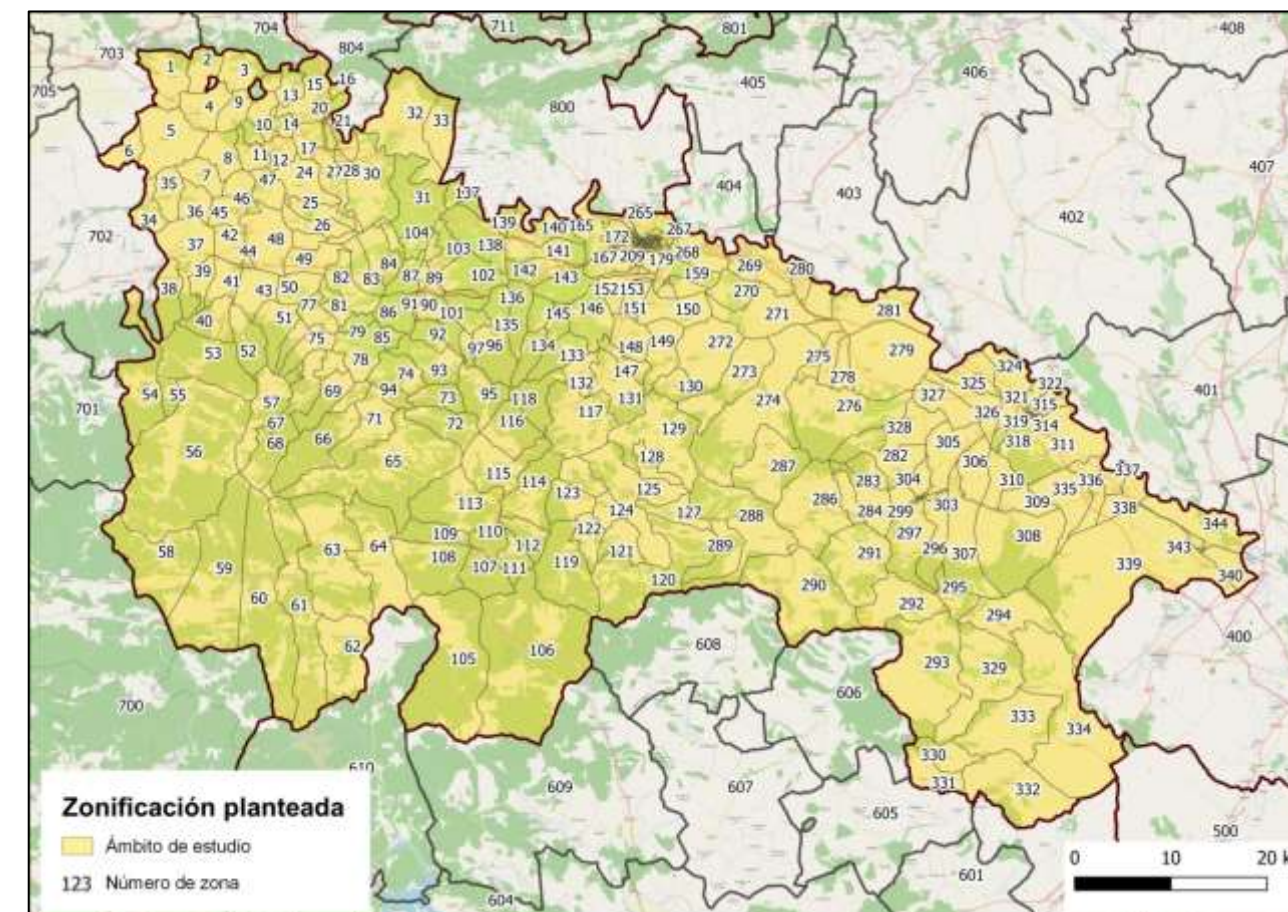 704 711 801 408
703 804
705 1 2 3 15 16 405 406
4 9 13 20 32 33 800
5 10 14 21
6 8 11 12 17 407
7 47 24 27 28 30 404 403
35 46 25 31 137 402
34 36 45 26 139 140 165 265
702 37 42 48 104 103 138 141 172 267
44 49 84 167 209 179 268
39 41 82 83 87 89 102 142 143 159 269 280
38 43 50 152 153 270
40 77 81 86 91 90 101 136 145 146 151 150 271 281
51 75 79 85 92 135
53 52 78 97 96 134 133 148 149 272 275 279
74 93 147 273 324
701 54 55 69 94 73 95 118 132 131 130 278 325 322 401
57 71 72 116 117 274 276 327 321 315
67 129 328 326 319 314
56 68 66 65 128 282 305 318 311
115 114 123 125 287 283 304 306 310 335 336 337
113 124 127 286 284 299 303 309 338
58 63 64 109 110 122 288 297 308 344
59 108 107 111 112 119 121 289 291 296 307 343
60 61 120 290 295 339 340
62 292 294 400
105 106 608 293 329
700 606 333 334
610 609 607 330
Zonificación planteada 331 332
605 500
Ámbito de estudio 0 10 20 k
123 Número de zona 601
604